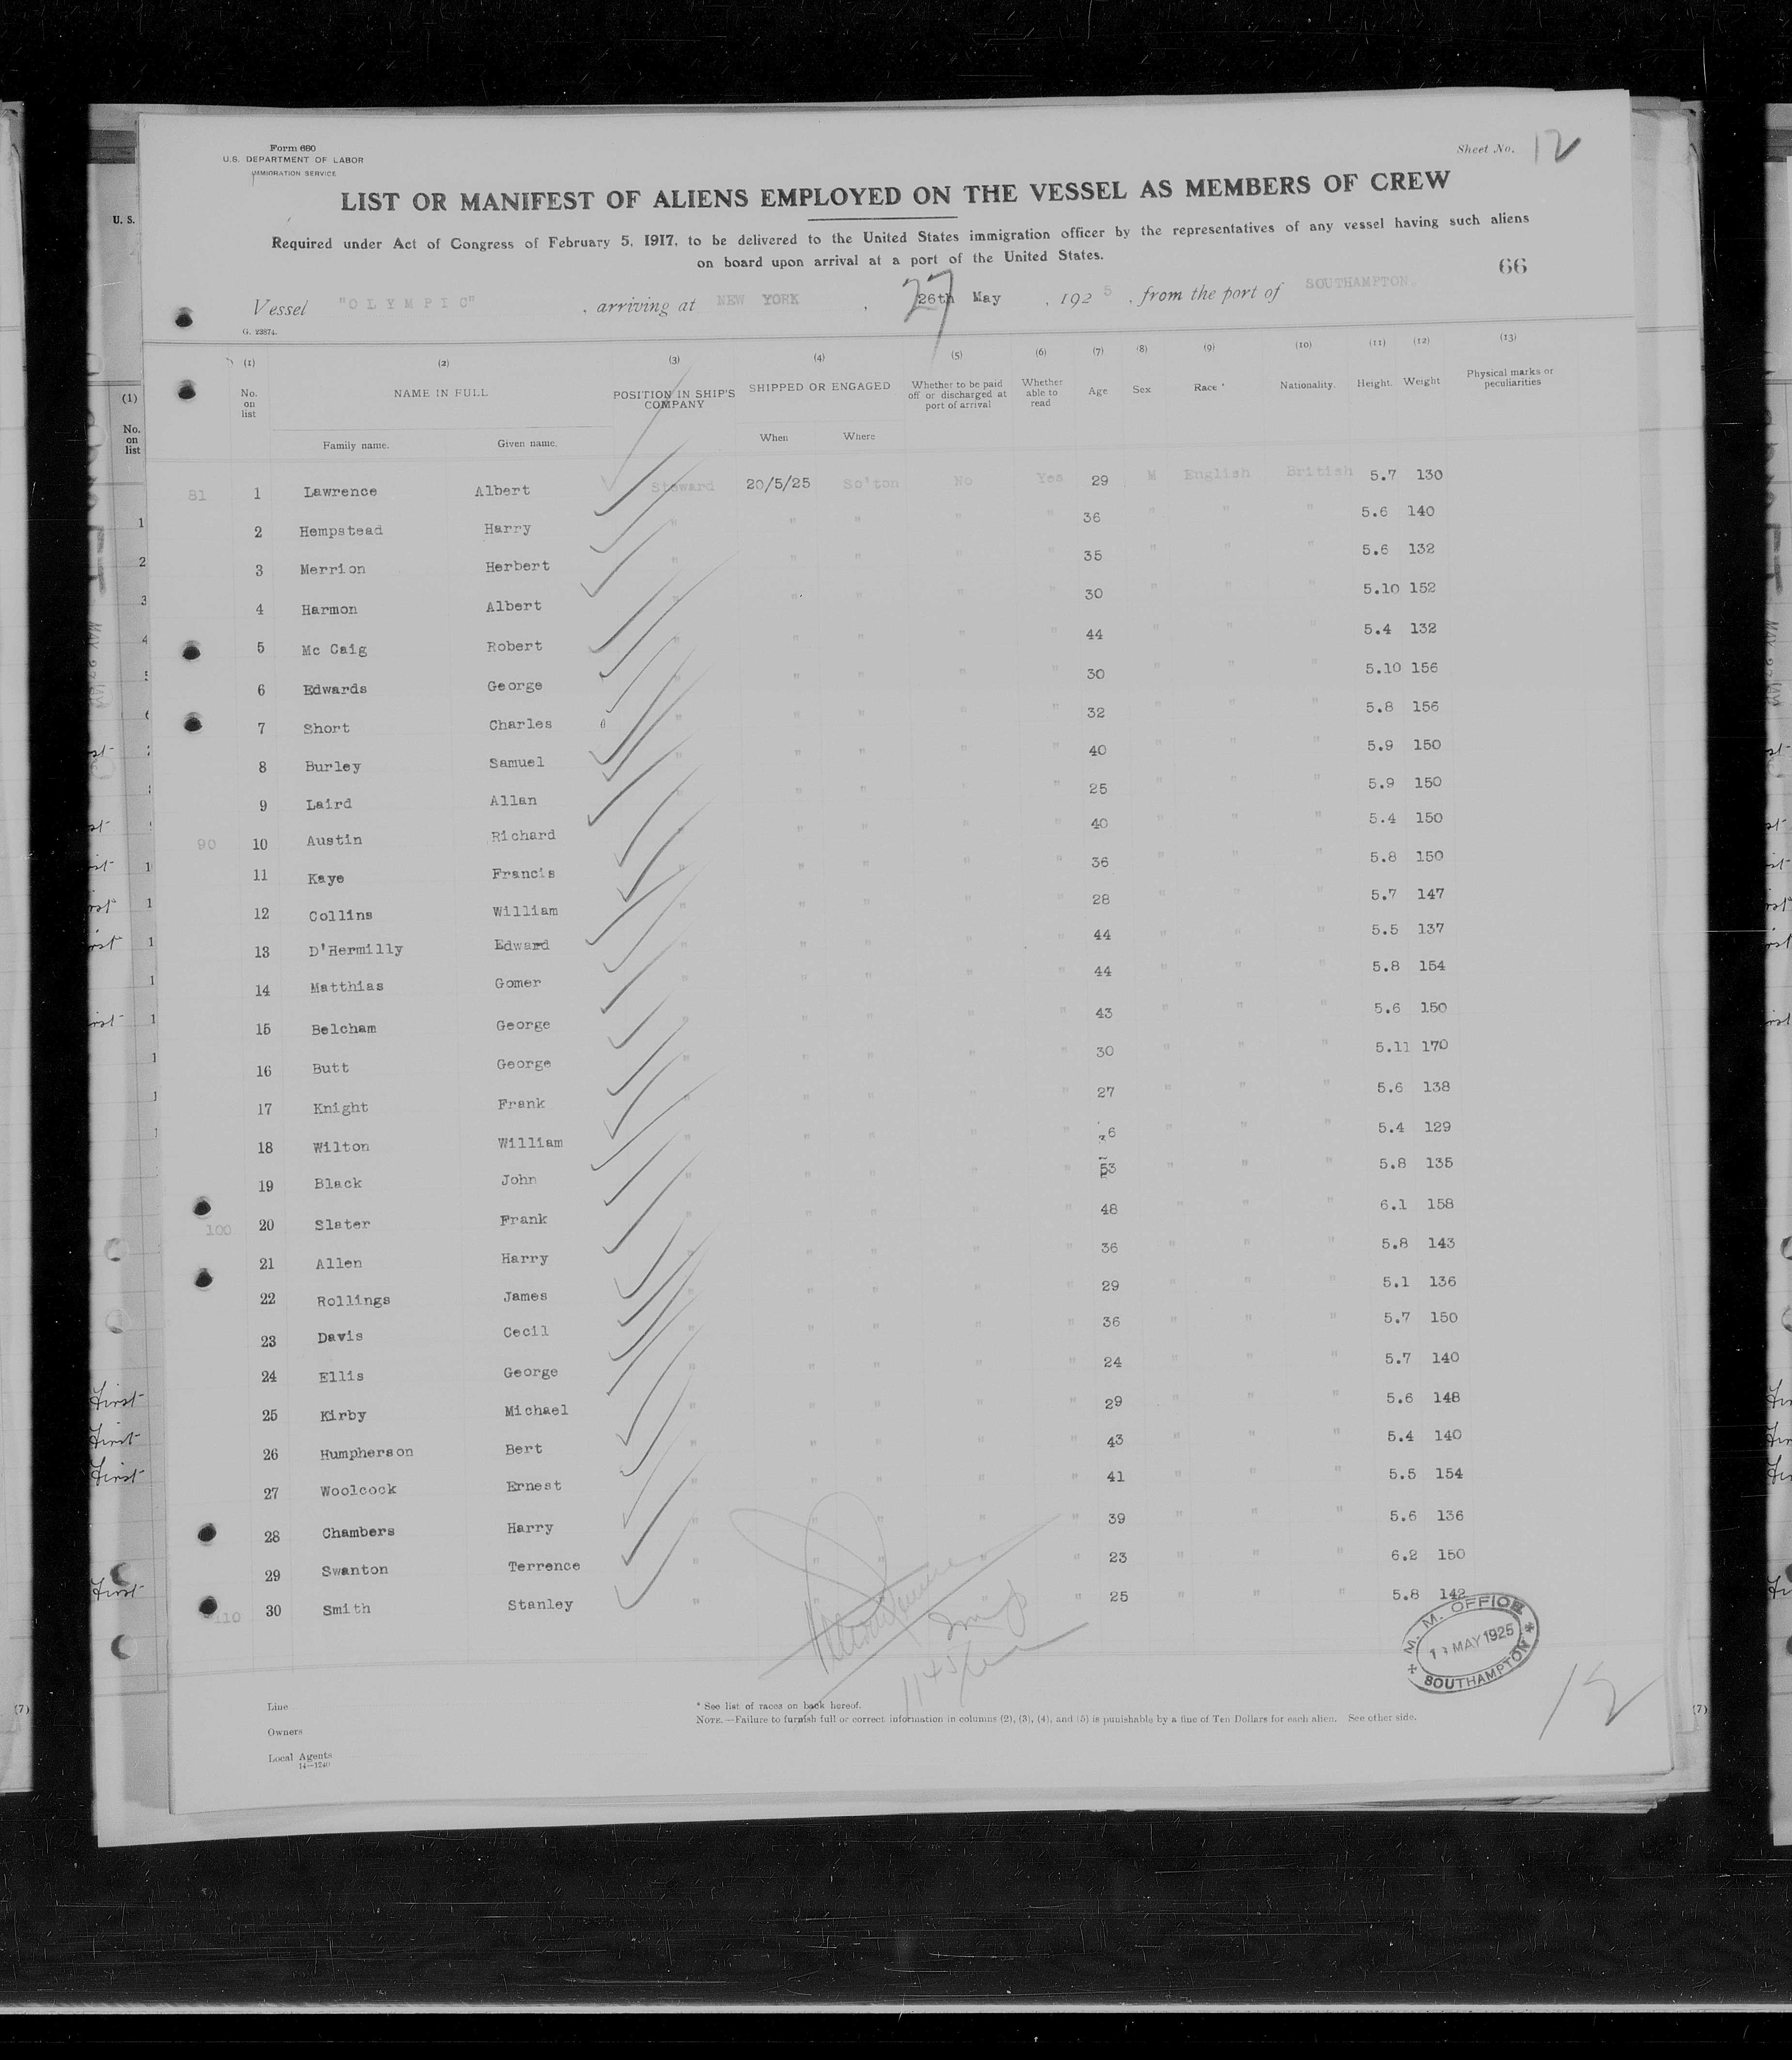 Form 680
U.S. DEPARTMENT OF LABOR
IMMIGRATION SERVICE
Sheet No. 12
LIST OR MANIFEST OF ALIENS EMPLOYED ON THE VESSEL AS MEMBERS OF CREW
Required under Act of Congress of February 5, 1917, to be delivered to the United States immigration officer by the representatives of any vessel having such aliens
on board upon arrival at a port of the United States.
66
Vessel "OLYMPIC", arriving at NEW YORK, 26th 27 May, 1925, from the port of SOUTHAMPTON.
G. 23874.
(1) (2) (3) (4) (5) (6) (7) (8) (9) (10) (11) (12) (13)
No. on list NAME IN FULL POSITION IN SHIP'S COMPANY SHIPPED OR ENGAGED Whether to be paid off or discharged at port of arrival Whether able to read Age Sex Race * Nationality. Height. Weight Physical marks or peculiarities
Family name. Given name. When Where
81 1 Lawrence Albert Steward 20/5/25 So'ton No Yes 29 M English British 5.7 130
2 Hempstead Harry " " " " " 36 " " " 5.6 140
3 Merrion Herbert " " " " " 35 " " " 5.6 132
4 Harmon Albert " " " " " 30 " " " 5.10 152
5 Mc Caig Robert " " " " " 44 " " " 5.4 132
6 Edwards George " " " " " 30 " " " 5.10 156
7 Short Charles " " " " " 32 " " " 5.8 156
8 Burley Samuel " " " " " 40 " " " 5.9 150
9 Laird Allan " " " " " 25 " " " 5.9 150
90 10 Austin Richard " " " " " 40 " " " 5.4 150
11 Kaye Francis " " " " " 36 " " " 5.8 150
12 Collins William " " " " " 28 " " " 5.7 147
13 D'Hermilly Edward " " " " " 44 " " " 5.5 137
14 Matthias Gomer " " " " " 44 " " " 5.8 154
15 Belcham George " " " " " 43 " " " 5.6 150
16 Butt George " " " " " 30 " " " 5.11 170
17 Knight Frank " " " " " 27 " " " 5.6 138
18 Wilton William " " " " " " " " 5.4 129
19 Black John " " " " " 53 " " " 5.8 135
100 20 Slater Frank " " " " " 48 " " " 6.1 158
21 Allen Harry " " " " " 36 " " " 5.8 143
22 Rollings James " " " " " 29 " " " 5.1 136
23 Davis Cecil " " " " " 36 " " " 5.7 150
24 Ellis George " " " " " 24 " " " 5.7 140
25 Kirby Michael " " " " " 29 " " " 5.6 148
26 Humpherson Bert " " " " " 43 " " " 5.4 140
27 Woolcock Ernest " " " " " 41 " " " 5.5 154
28 Chambers Harry " " " " " 39 " " " 5.6 136
29 Swanton Terrence " " " " " 23 " " " 6.2 150
110 30 Smith Stanley " " " " " 25 " " " 5.8 142
M. M. OFFICE
MAY 1925
SOUTHAMPTON
12
Line
Owners
Local Agents
14—1240
* See list of races on back hereof.
NOTE.—Failure to furnish full or correct information in columns (2), (3), (4), and (5) is punishable by a fine of Ten Dollars for each alien. See other side.
U. S.
(1)
No. on list
First
First
First
First
(7)
(7)